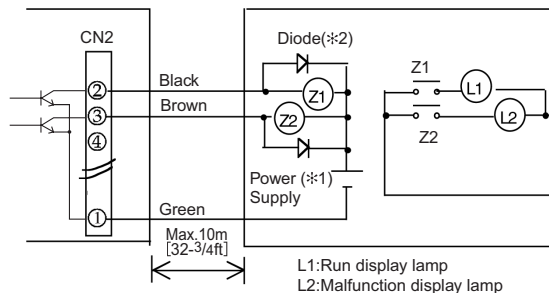 CN2
Diode(※2)
② Black Z1
③ Brown Z2
④
Power (※1)
Supply
① Green
Max.10m
[32-3/4ft]
Z1 L1
Z2 L2
L1:Run display lamp
L2:Malfunction display lamp